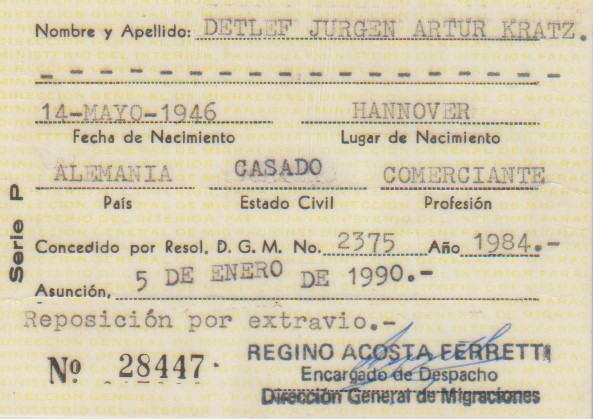 Nombre y Apellido: DETLEF JURGEN ARTUR KRATZ.
14-MAYO-1946 HANNOVER
Fecha de Nacimiento Lugar de Nacimiento
ALEMANIA CASADO COMERCIANTE
País Estado Civil Profesión
Serie P
Concedido por Resol. D. G. M. No. 2375 Año 1984.-
Asunción, 5 DE ENERO DE 1990.-
Reposición por extravio.-
Nº 28447.
REGINO ACOSTA FERRETTI
Encargado de Despacho
Dirección General de Migraciones